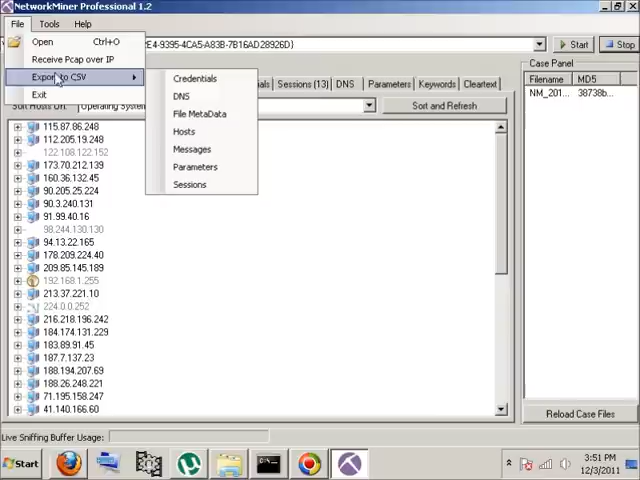 NetworkMiner Professional 1.2
File Tools Help
Open Ctrl+O
Receive Pcap over IP
Export to CSV
Exit
E4-9395-4CA5-A83B-7B16AD28926D}
Start Stop
Credentials
DNS
File MetaData
Hosts
Messages
Parameters
Sessions
Sessions (13) DNS Parameters Keywords Cleartext
Sort Hosts On: Operating System
Sort and Refresh
115.87.86.248
112.205.19.248
122.108.122.152
173.70.212.139
160.36.132.45
90.205.25.224
90.3.240.131
91.99.40.16
98.244.130.130
94.13.22.165
178.209.224.40
209.85.145.189
192.168.1.255
213.37.221.10
224.0.0.252
216.218.196.242
184.174.131.229
183.89.91.45
187.7.137.23
188.194.207.69
188.26.248.221
71.195.158.247
41.140.166.60
Case Panel
Filename MD5
NM_201... 38738b...
Reload Case Files
Live Sniffing Buffer Usage:
Start
3:51 PM
12/3/2011